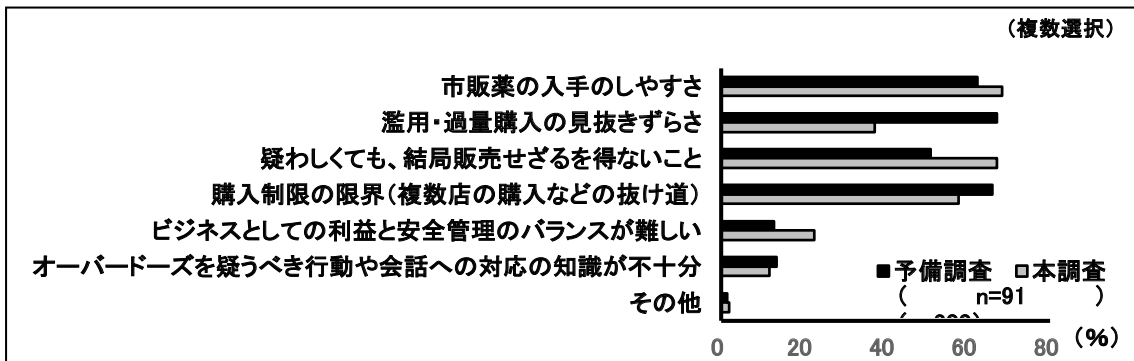 (複数選択)
市販薬の入手のしやすさ
濫用・過量購入の見抜きずらさ
疑わしくても、結局販売せざるを得ないこと
購入制限の限界(複数店の購入などの抜け道)
ビジネスとしての利益と安全管理のバランスが難しい
オーバードーズを疑うべき行動や会話への対応の知識が不十分
その他
予備調査 本調査
( n=91 )
0 20 40 60 80 (%)